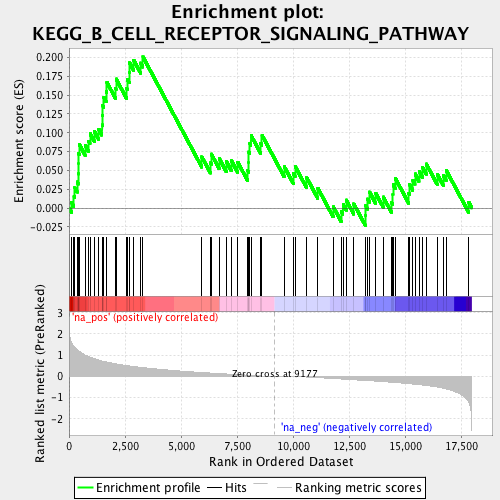 Enrichment plot:
KEGG_B_CELL_RECEPTOR_SIGNALING_PATHWAY
Enrichment score (ES)
0.200
0.175
0.150
0.125
0.100
0.075
0.050
0.025
0.000
-0.025
'na_pos' (positively correlated)
Ranked list metric (PreRanked)
3
2
1
0
-1
-2
Zero cross at 9177
'na_neg' (negatively correlated)
0
2,500
5,000
7,500
10,000
12,500
15,000
17,500
Rank in Ordered Dataset
Enrichment profile
Hits
Ranking metric scores